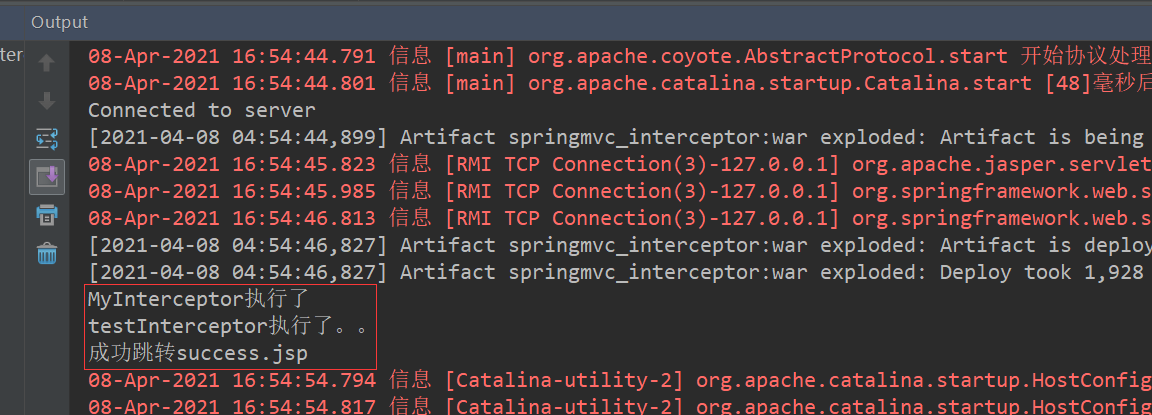 Output
ter
08-Apr-2021 16:54:44.791 信息 [main] org.apache.coyote.AbstractProtocol.start 开始协议处理
08-Apr-2021 16:54:44.801 信息 [main] org.apache.catalina.startup.Catalina.start [48]毫秒后
Connected to server
[2021-04-08 04:54:44,899] Artifact springmvc_interceptor:war exploded: Artifact is being
08-Apr-2021 16:54:45.823 信息 [RMI TCP Connection(3)-127.0.0.1] org.apache.jasper.servlet
08-Apr-2021 16:54:45.985 信息 [RMI TCP Connection(3)-127.0.0.1] org.springframework.web.s
08-Apr-2021 16:54:46.813 信息 [RMI TCP Connection(3)-127.0.0.1] org.springframework.web.s
[2021-04-08 04:54:46,827] Artifact springmvc_interceptor:war exploded: Artifact is deploy
[2021-04-08 04:54:46,827] Artifact springmvc_interceptor:war exploded: Deploy took 1,928
MyInterceptor执行了
testInterceptor执行了。。
成功跳转success.jsp
08-Apr-2021 16:54:54.794 信息 [Catalina-utility-2] org.apache.catalina.startup.HostConfig
08-Apr-2021 16:54:54.817 信息 [Catalina-utility-2] org.apache.catalina.startup.HostConfig